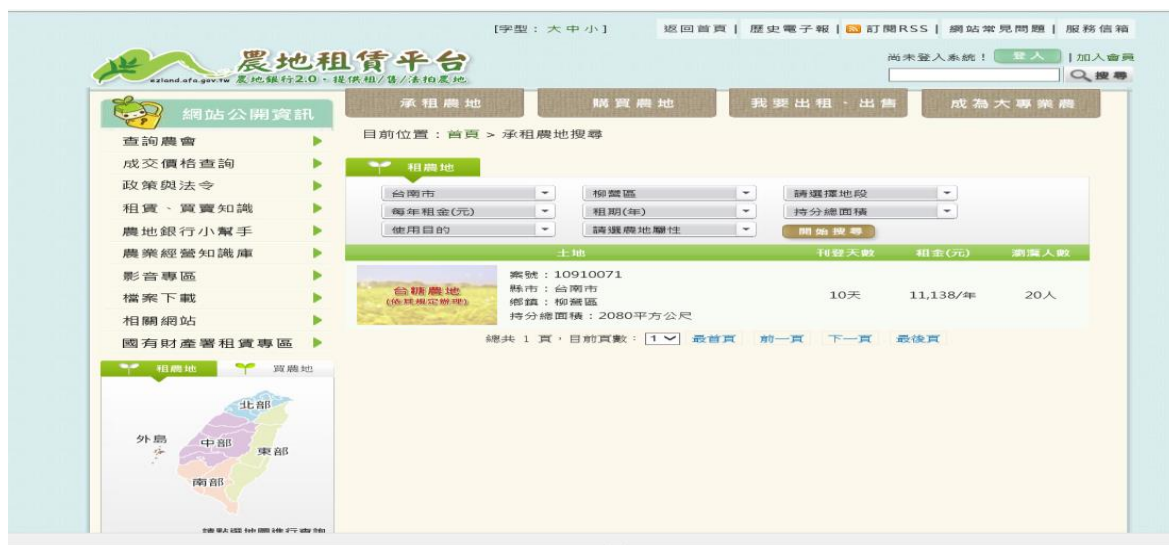 [字型：大 中 小] 返回首頁 | 歷史電子報 | 訂閱RSS | 網站常見問題 | 服務信箱
農地租賃平台
ezland.afa.gov.tw 農地銀行2.0‧提供租/售/法拍農地
尚未登入系統！ 登入 | 加入會員
搜尋
網站公開資訊
承租農地 購買農地 我要出租、出售 成為大專業農
目前位置：首頁 > 承租農地搜尋
查詢農會
成交價格查詢
政策與法令
租賃、買賣知識
農地銀行小幫手
農業經營知識庫
影音專區
檔案下載
相關網站
國有財產署租賃專區
租農地
台南市 柳營區 請選擇地段
每年租金(元) 租期(年) 持分總面積
使用目的 請選農地屬性 開始搜尋
土地 刊登天數 租金(元) 瀏灠人數
台糖農地
(依其規定辦理)
案號：10910071
縣市：台南市
鄉鎮：柳營區
持分總面積：2080平方公尺
10天 11,138/年 20人
總共 1 頁，目前頁數： 1 最首頁 前一頁 下一頁 最後頁
租農地 買農地
北部
外島
中部
東部
南部
請點選地圖進行查詢